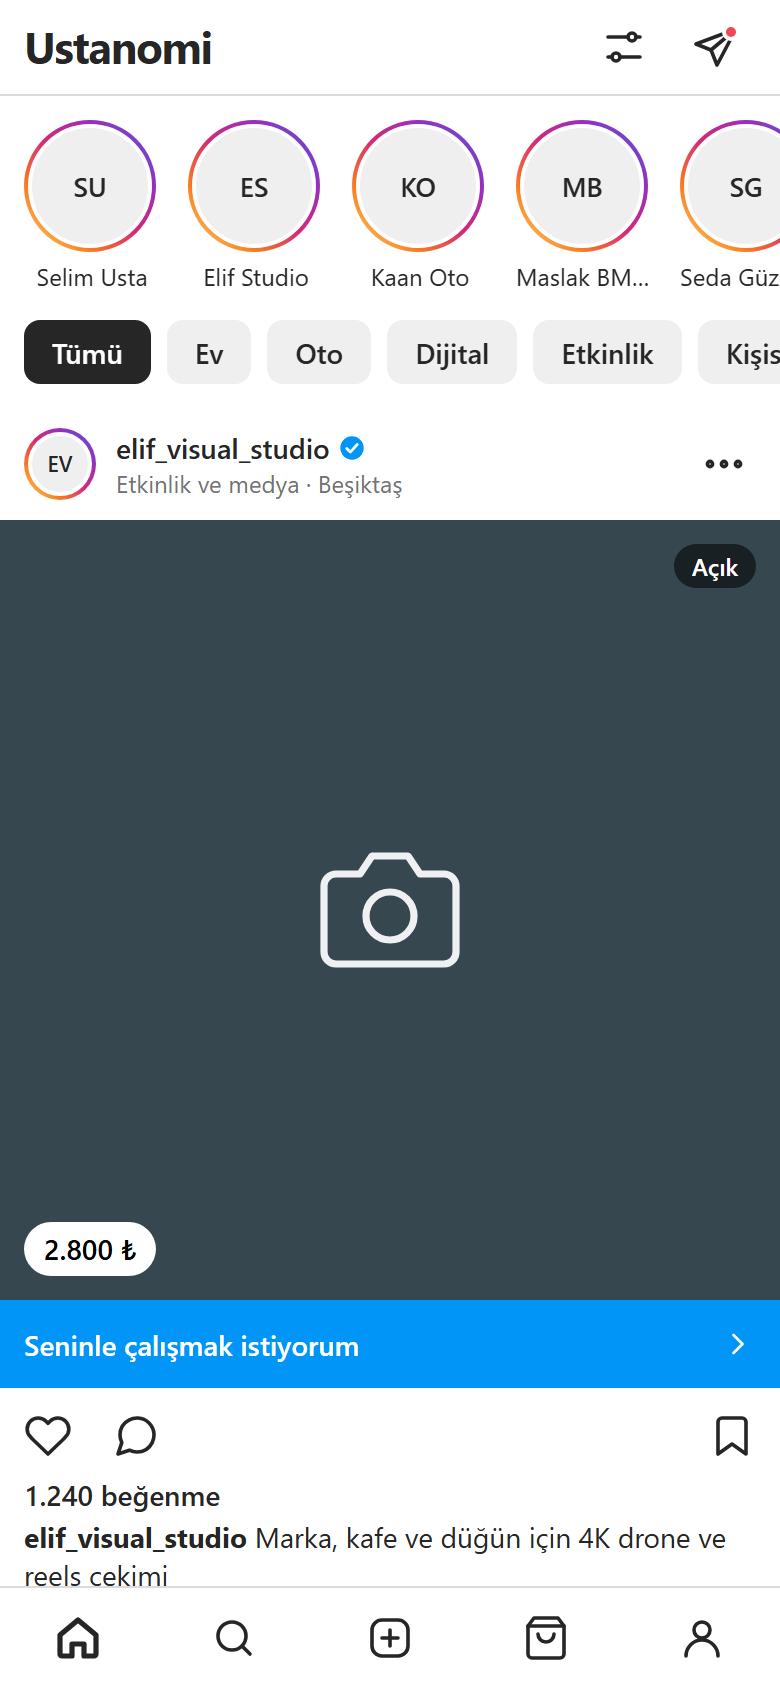 Ustanomi
SU
ES
KO
MB
SG
Selim Usta
Elif Studio
Kaan Oto
Maslak BM...
Seda Güz
Tümü
Ev
Oto
Dijital
Etkinlik
Kişis
EV
elif_visual_studio
Etkinlik ve medya · Beşiktaş
Açık
2.800 ₺
Seninle çalışmak istiyorum
1.240 beğenme
elif_visual_studio Marka, kafe ve düğün için 4K drone ve
reels çekimi